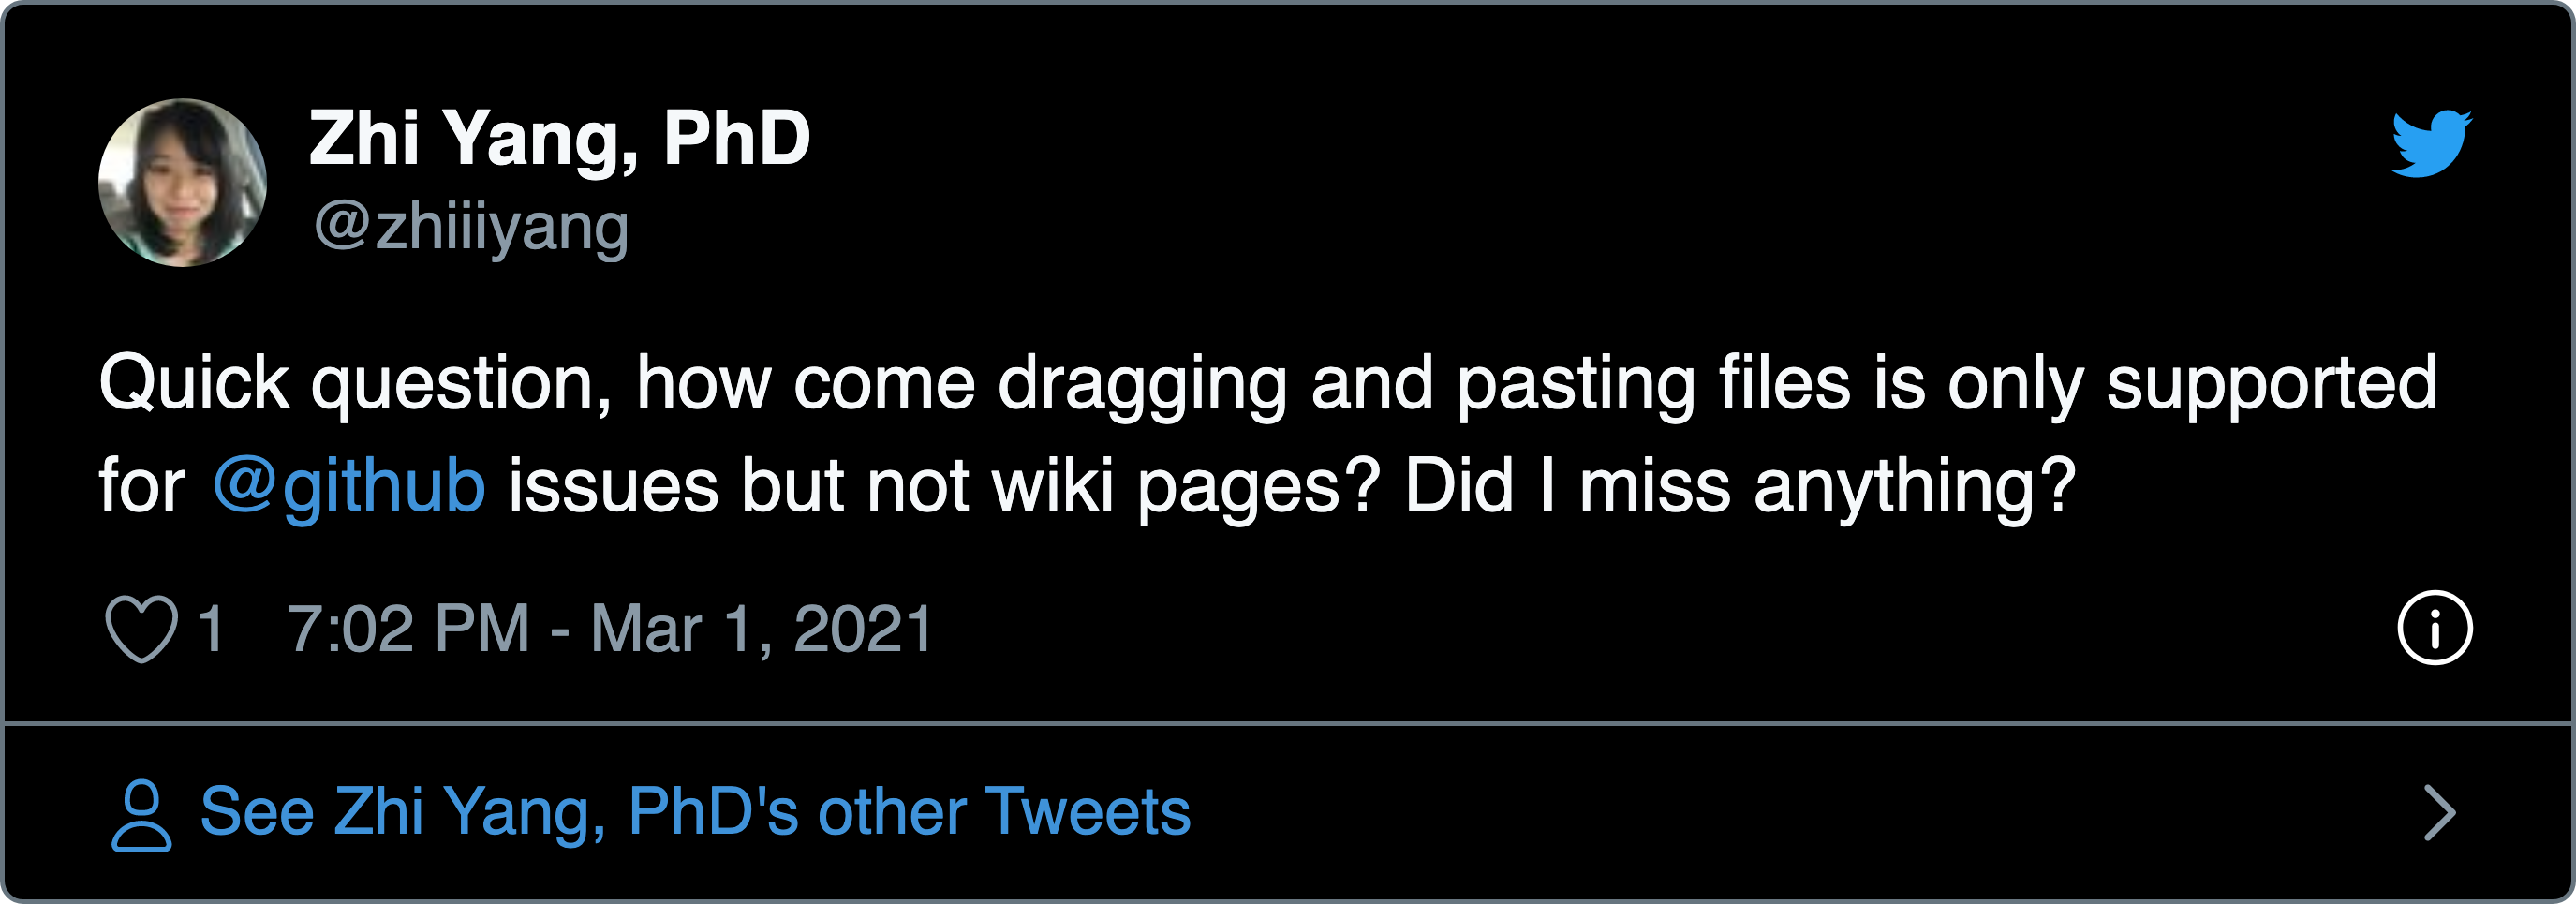 Zhi Yang, PhD
@zhiiiyang
Quick question, how come dragging and pasting files is only supported
for @github issues but not wiki pages? Did I miss anything?
1 7:02 PM - Mar 1, 2021
See Zhi Yang, PhD's other Tweets